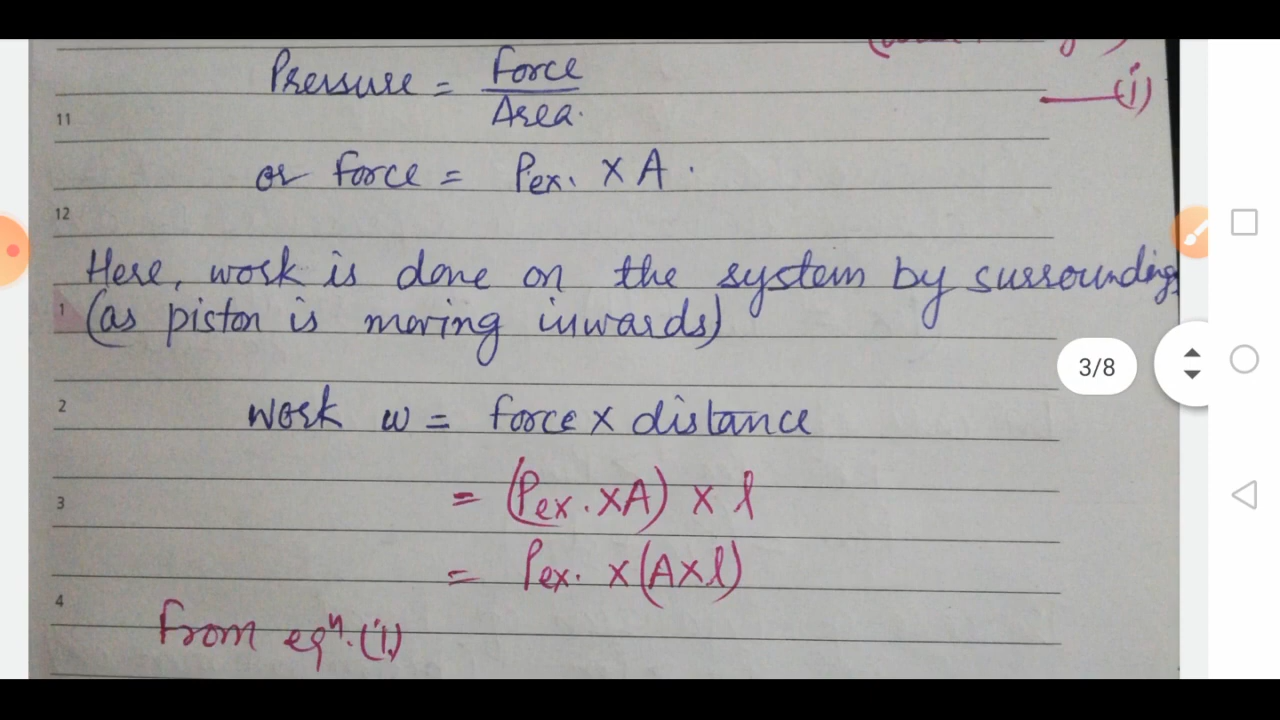 Pressure = Force
Area.
(i)
11
or force = Pex. × A.
12
Here, work is done on the system by surrounding
1
(as piston is moving inwards)
3/8
2
work w = force × distance
3
= (Pex. × A) × l
= Pex. × (A×l)
4
from eqn. (i)